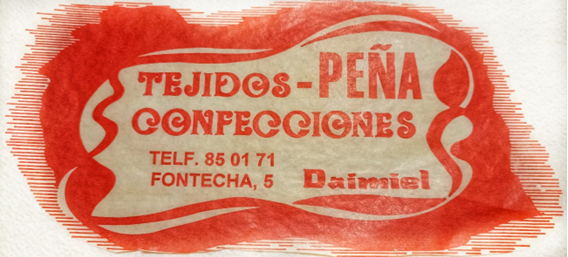 TEJIDOS - PEÑA
CONFECCIONES
TELF. 85 01 71
FONTECHA, 5 Daimiel